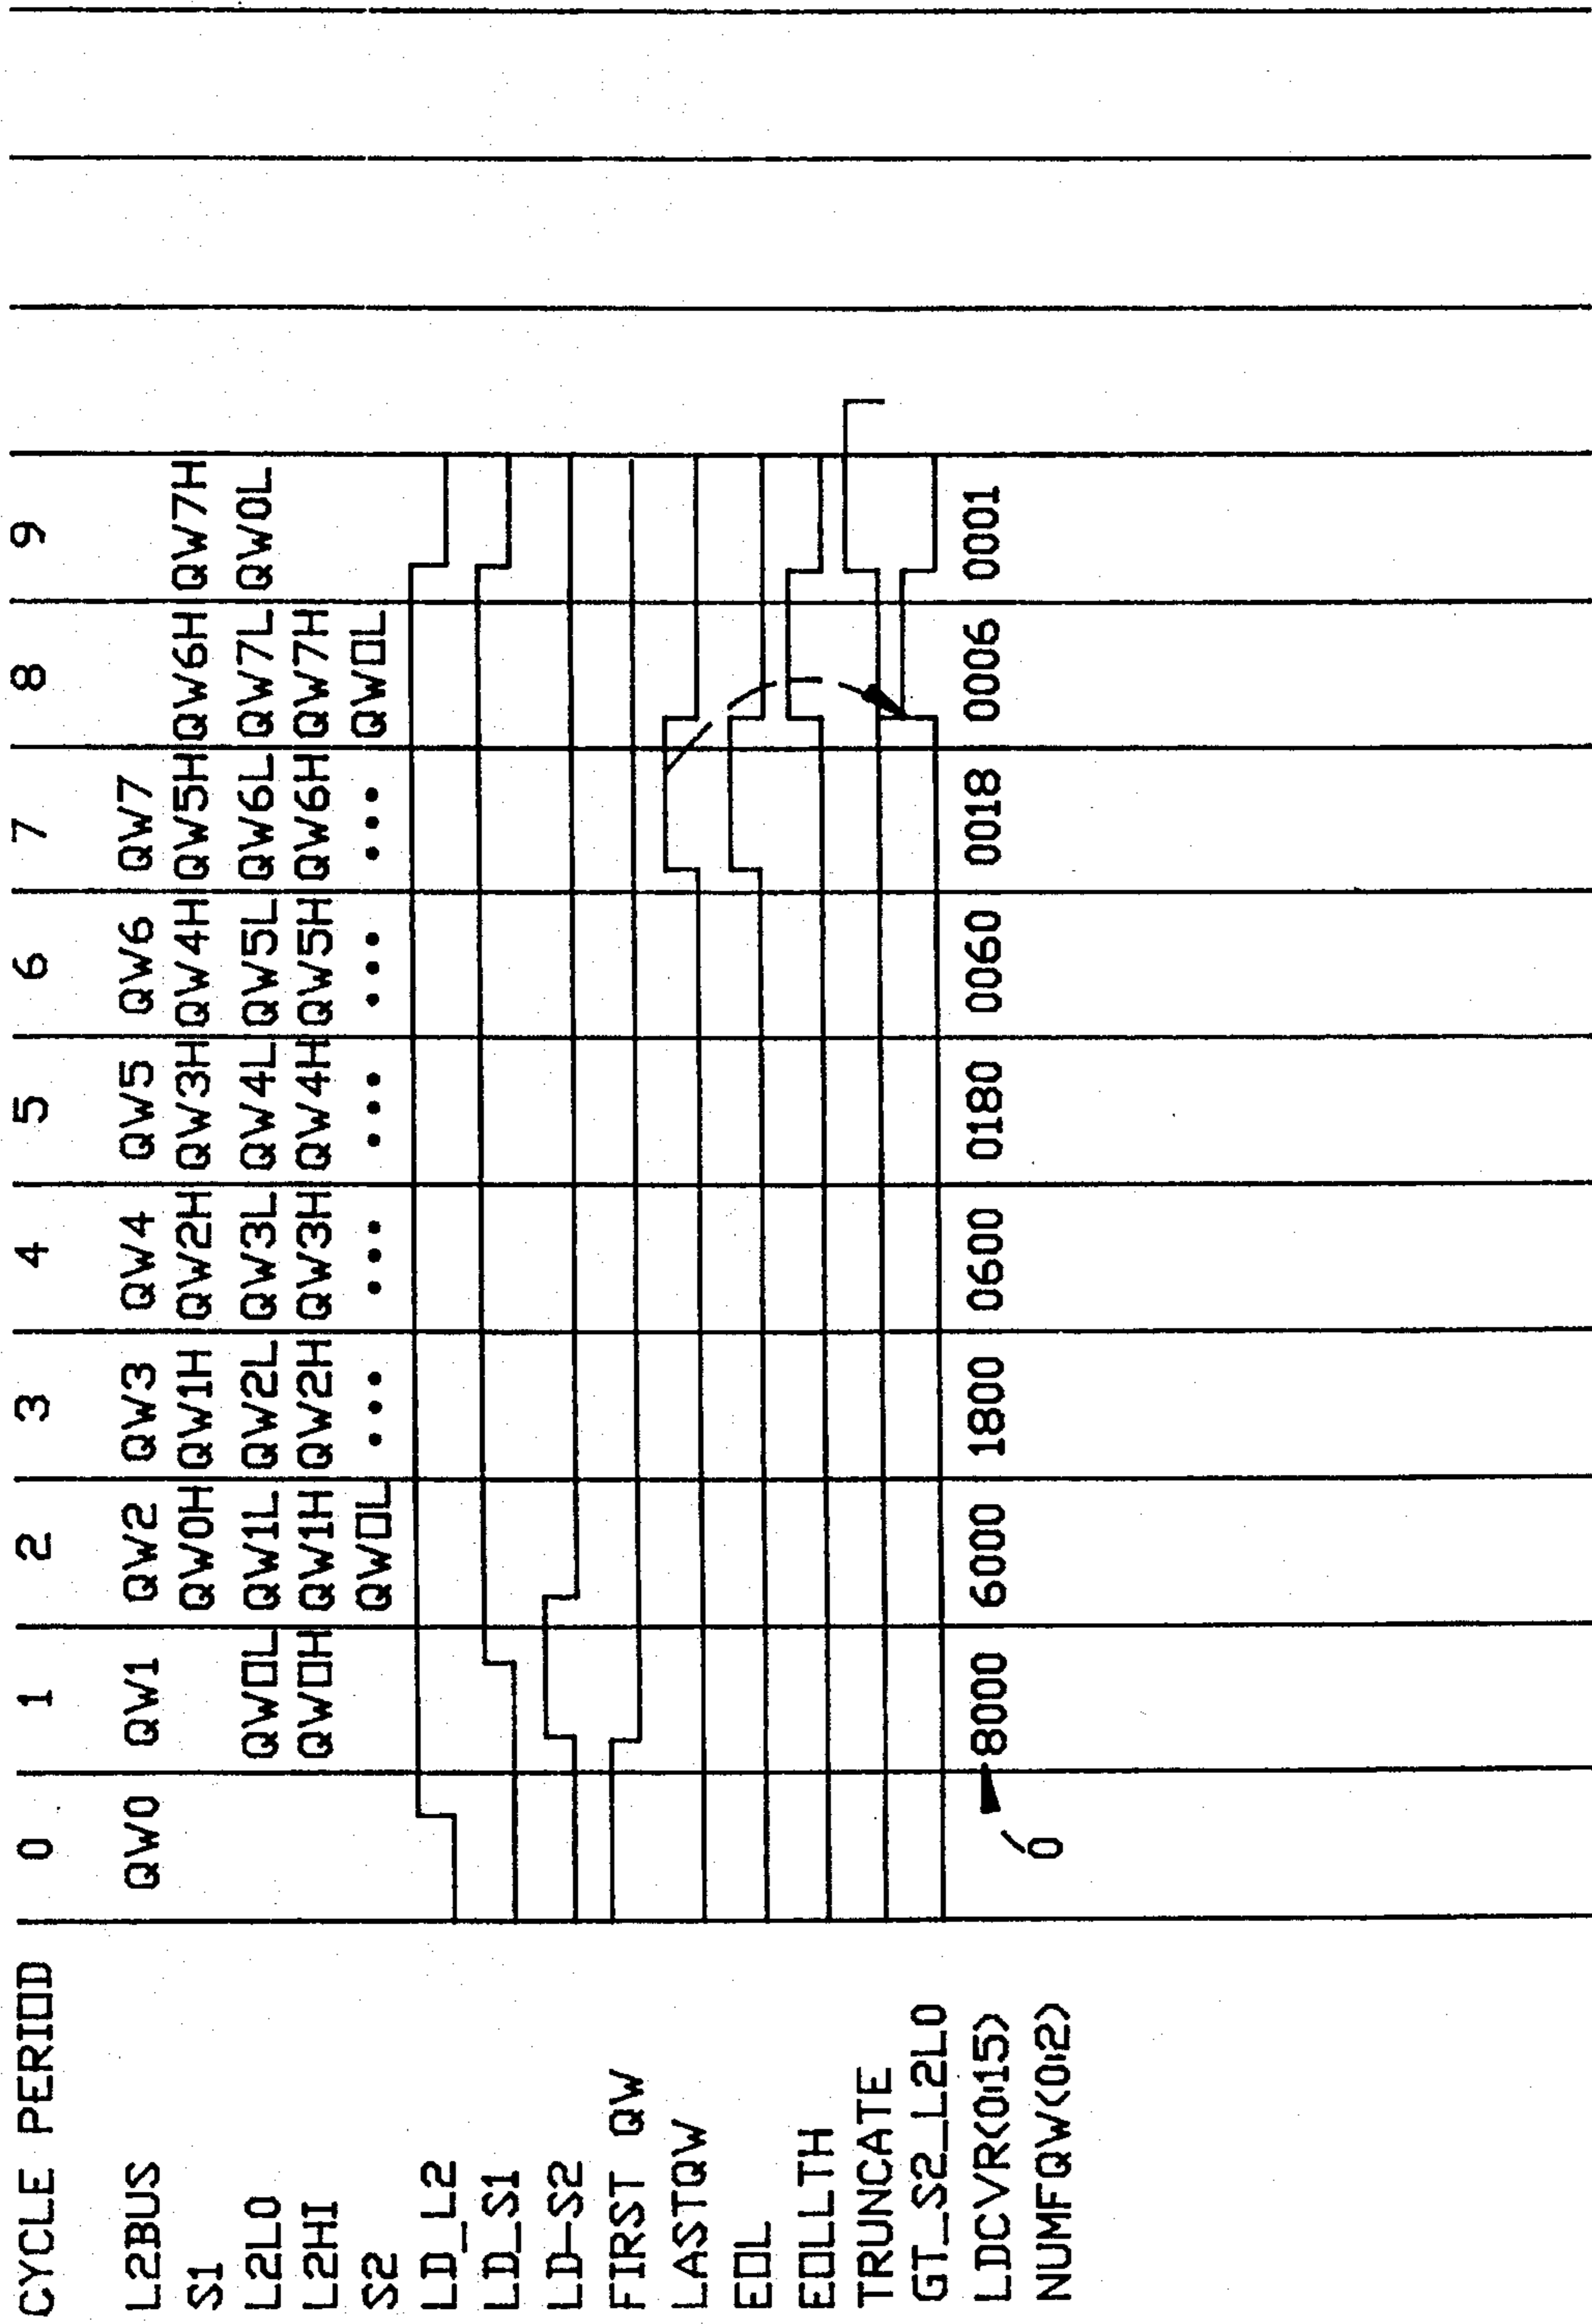 CYCLE PERIOD 0 1 2 3 4 5 6 7 8 9
L2BUS QW0 QW1 QW2 QW3 QW4 QW5 QW6 QW7
S1 QW0H QW1H QW2H QW3H QW4H QW5H QW6H QW7H
L2LO QW0L QW1L QW2L QW3L QW4L QW5L QW6L QW7L QW0L
L2HI QW0H QW1H QW2H QW3H QW4H QW5H QW6H QW7H
S2 QW0L ... ... ... ... ... QW0L
LD_L2
LD_S1
LD-S2
FIRST QW
LASTQW
EOL
EOLLTH
TRUNCATE
GT_S2_L2LO
LDCVR(0:15) 8000 6000 1800 0600 0180 0060 0018 0006 0001
NUMFQW(0:2) 0